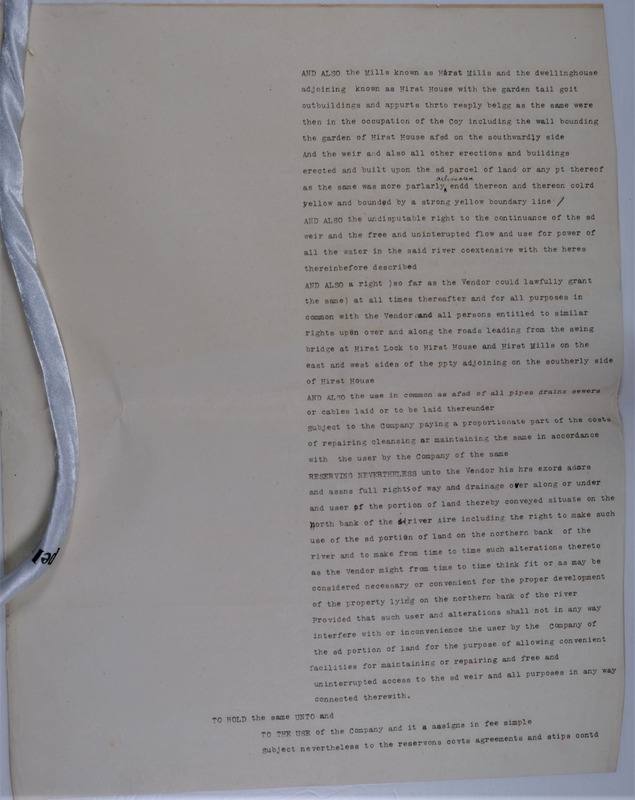 AND ALSO the Mills known as Hirst Mills and the dwellinghouse
adjoining known as Hirst House with the garden tail goit
outbuildings and appurts thrto resply belgg as the same were
then in the occupation of the Coy including the wall bounding
the garden of Hirst House afsd on the southwardly side
And the weir and also all other erections and buildings
erected and built upon the sd parcel of land or any pt thereof
as the same was more parlarly endd thereon and thereon colrd
yellow and bounded by a strong yellow boundary line /
AND ALSO the undisputable right to the continuance of the sd
weir and the free and uninterupted flow and use for power of
all the water in the said river coextensive with the heres
thereinbefore described
AND ALSO a right )so far as the Vendor could lawfully grant
the same) at all times thereafter and for all purposes in
common with the Vendor and all persons entitled to similar
rights upon over and along the roads leading from the swing
bridge at Hirst Lock to Hirst House and Hirst Mills on the
east and west sides of the ppty adjoining on the southerly side
of Hirst House
AND ALSO the use in common as afsd of all pipes drains sewers
or cables laid or to be laid thereunder
Subject to the Company paying a proportionate part of the costs
of repairing cleansing or maintaining the same in accordance
with the user by the Company of the same
RESERVING NEVERTHELESS unto the Vendor his hrs exors admrs
and assns full rights of way and drainage over along or under
and user of the portion of land thereby conveyed situate on the
North bank of the sd river Aire including the right to make such
use of the sd portion of land on the northern bank of the
river and to make from time to time such alterations thereto
as the Vendor might from time to time think fit or as may be
considered necessary or convenient for the proper development
of the property lying on the northern bank of the river
Provided that such user and alterations shall not in any way
interfere with or inconvenience the user by the Company of
the sd portion of land for the purpose of allowing convenient
facilities for maintaining or repairing and free and
uninterrupted access to the sd weir and all purposes in any way
connected therewith.
TO HOLD the same UNTO and
TO THE USE of the Company and it s assigns in fee simple
Subject nevertheless to the reservons covts agreements and stips contd